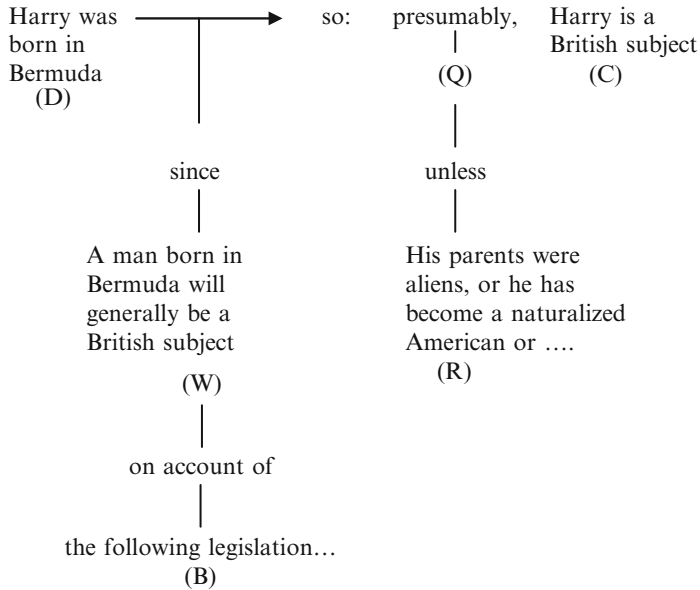 Harry was
born in
Bermuda
(D)
so:
presumably,
(Q)
Harry is a
British subject
(C)
since
unless
A man born in
Bermuda will
generally be a
British subject
(W)
His parents were
aliens, or he has
become a naturalized
American or ….
(R)
on account of
the following legislation…
(B)